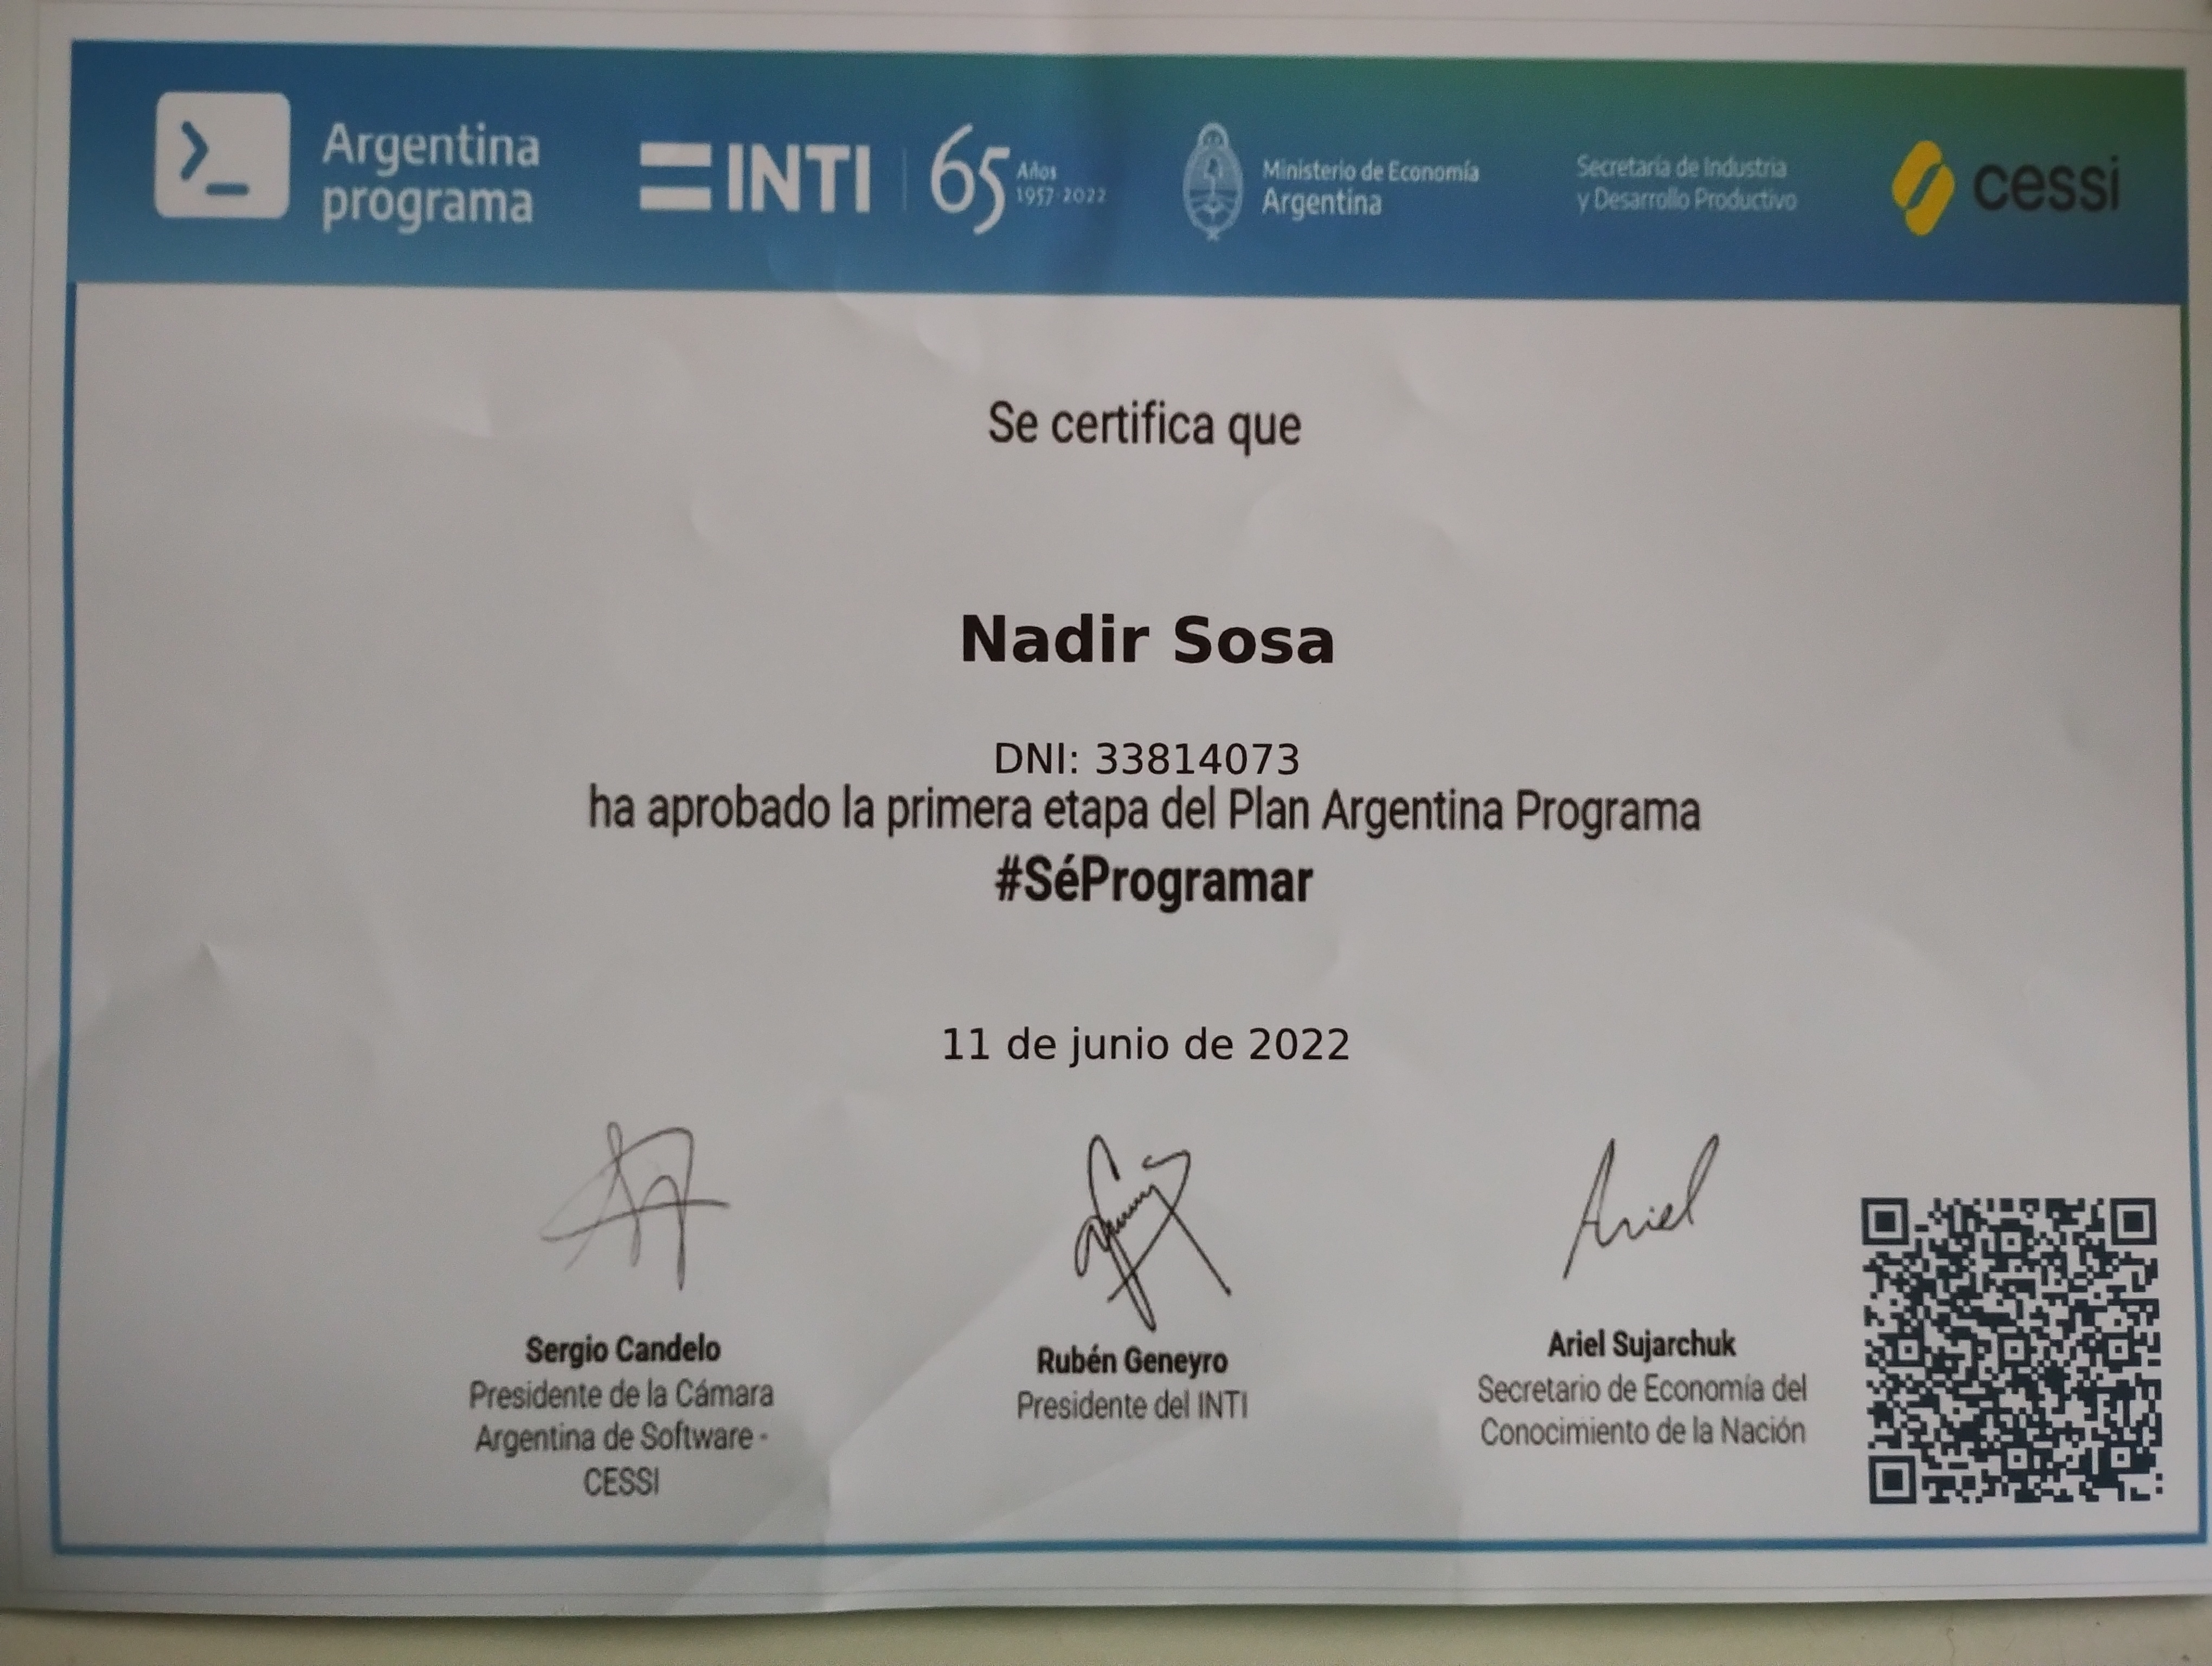 Argentina
programa
INTI
65 Años
1957-2022
Ministerio de Economía
Argentina
Secretaría de Industria
y Desarrollo Productivo
cessi
Se certifica que
Nadir Sosa
DNI: 33814073
ha aprobado la primera etapa del Plan Argentina Programa
#SéProgramar
11 de junio de 2022
Ariel
Sergio Candelo
Presidente de la Cámara
Argentina de Software -
CESSI
Rubén Geneyro
Presidente del INTI
Ariel Sujarchuk
Secretario de Economía del
Conocimiento de la Nación